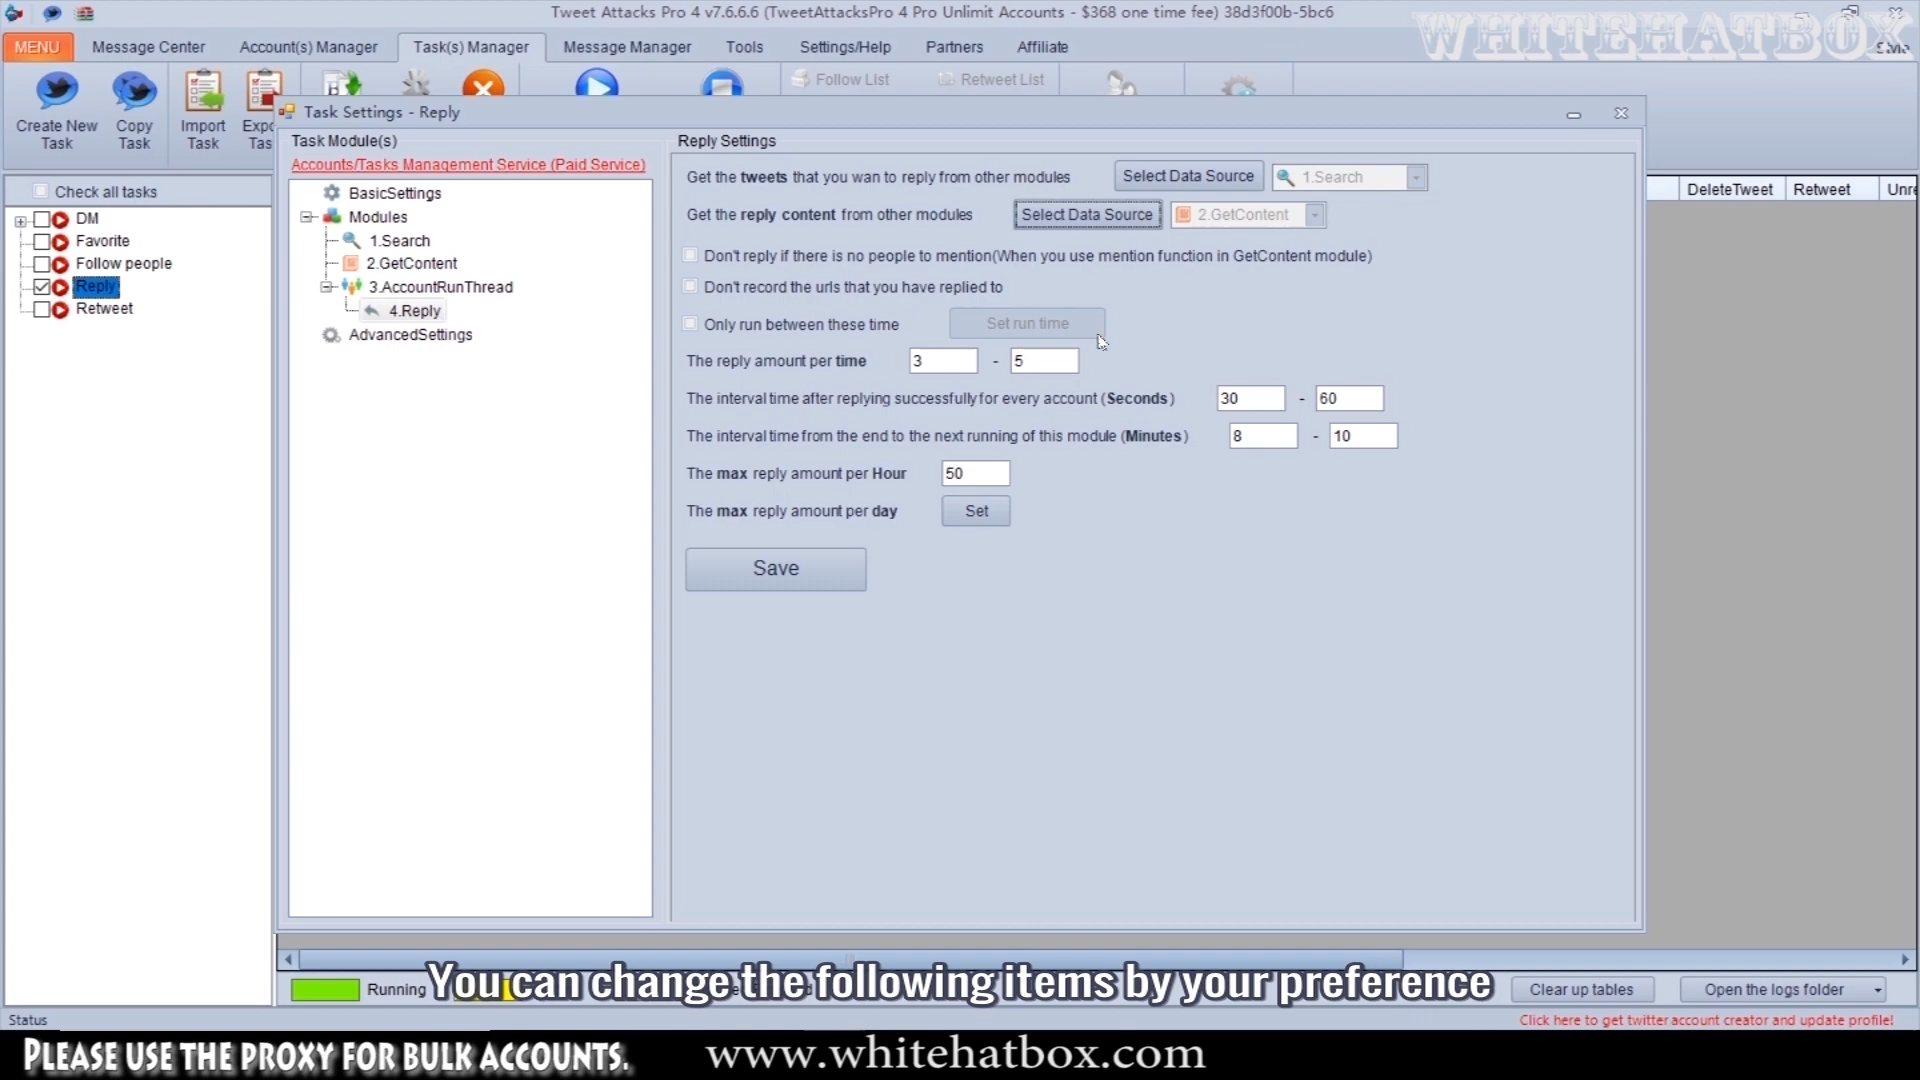 Tweet Attacks Pro 4 v7.6.6.6 (TweetAttacksPro 4 Pro Unlimit Accounts - $368 one time fee) 38d3f00b-5bc6
WHITEHATBOX
MENU Message Center Account(s) Manager Task(s) Manager Message Manager Tools Settings/Help Partners Affiliate
Follow List Retweet List
Create New Task
Copy Task
Import Task
Task Settings - Reply
Check all tasks
DM
Favorite
Follow people
Reply
Retweet
Task Module(s)
Accounts/Tasks Management Service (Paid Service)
BasicSettings
Modules
1.Search
2.GetContent
3.AccountRunThread
4.Reply
AdvancedSettings
Reply Settings
Get the tweets that you wan to reply from other modules Select Data Source 1.Search
Get the reply content from other modules Select Data Source 2.GetContent
Don't reply if there is no people to mention(When you use mention function in GetContent module)
Don't record the urls that you have replied to
Only run between these time Set run time
The reply amount per time 3 - 5
The interval time after replying successfully for every account (Seconds) 30 - 60
The interval time from the end to the next running of this module (Minutes) 8 - 10
The max reply amount per Hour 50
The max reply amount per day Set
Save
DeleteTweet Retweet Unre
Running
You can change the following items by your preference
Clear up tables Open the logs folder
Status
Click here to get twitter account creator and update profile!
PLEASE USE THE PROXY FOR BULK ACCOUNTS.
www.whitehatbox.com